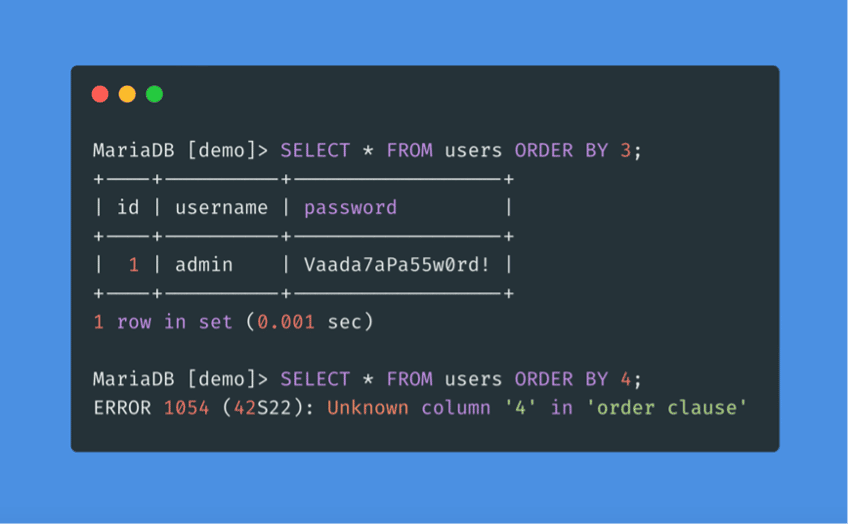 MariaDB [demo]> SELECT * FROM users ORDER BY 3;
+----+----------+------------------+
| id | username | password         |
+----+----------+------------------+
|  1 | admin    | Vaada7aPa55w0rd! |
+----+----------+------------------+
1 row in set (0.001 sec)
MariaDB [demo]> SELECT * FROM users ORDER BY 4;
ERROR 1054 (42S22): Unknown column '4' in 'order clause'